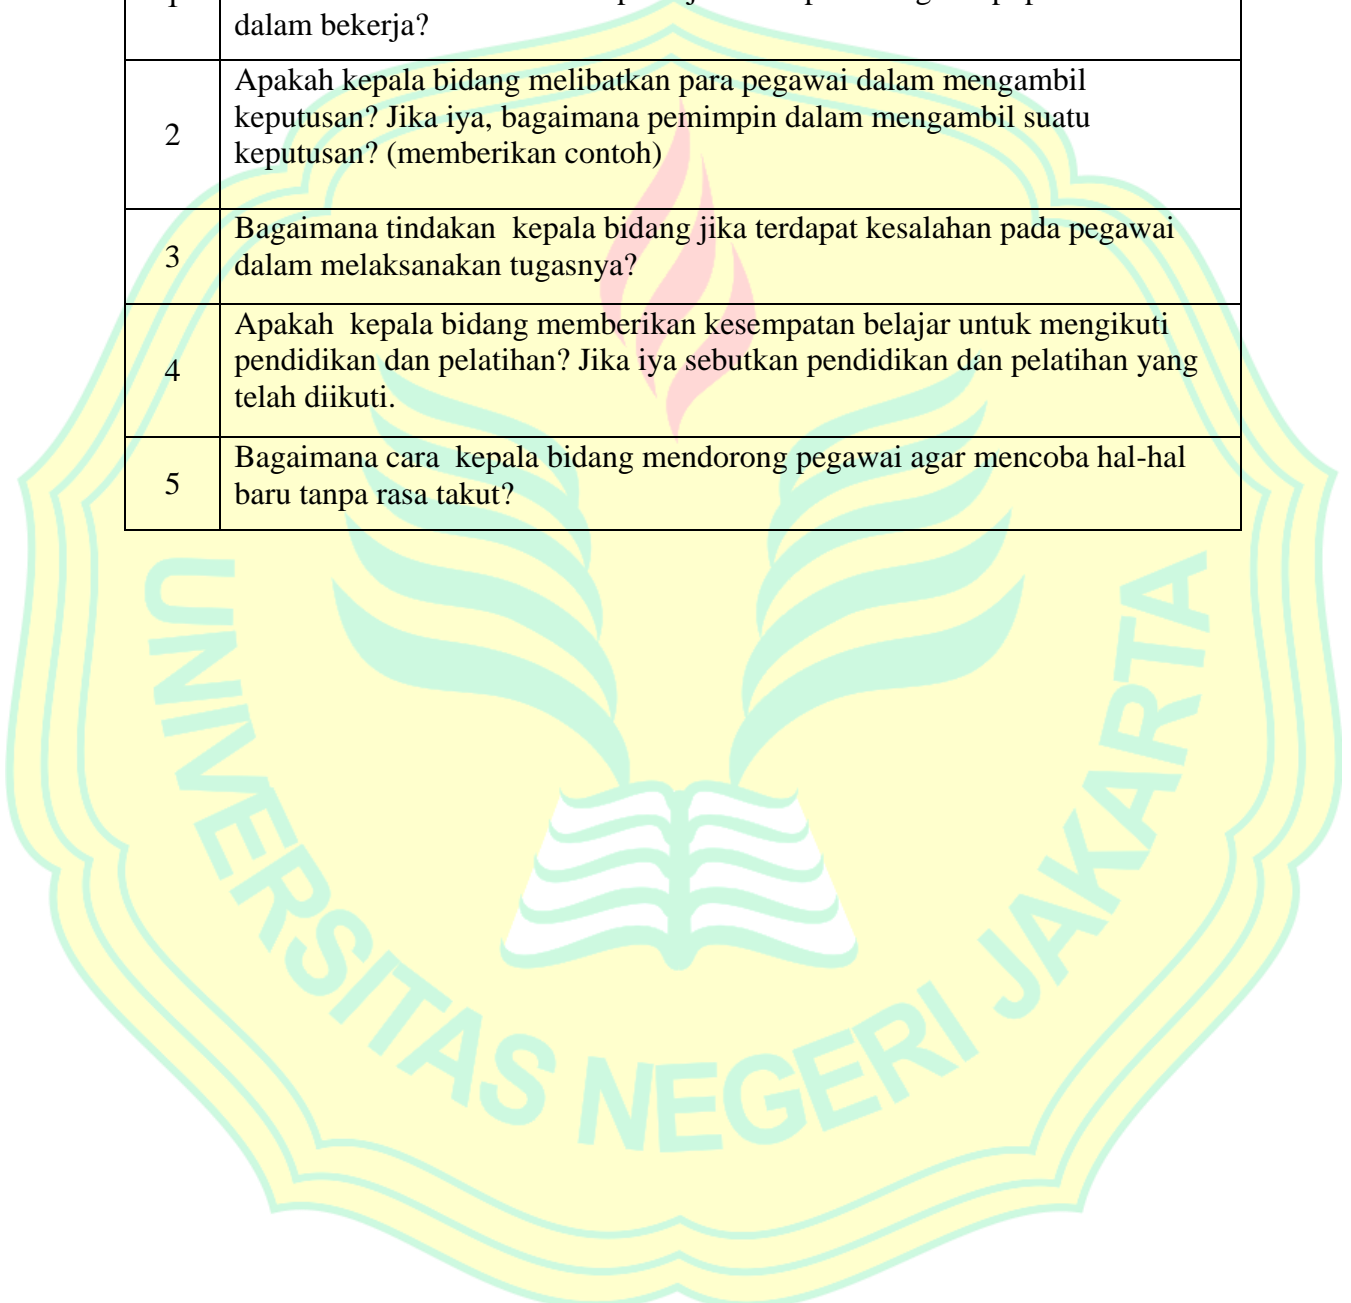 dalam bekerja?
2
Apakah kepala bidang melibatkan para pegawai dalam mengambil
keputusan? Jika iya, bagaimana pemimpin dalam mengambil suatu
keputusan? (memberikan contoh)
3
Bagaimana tindakan  kepala bidang jika terdapat kesalahan pada pegawai
dalam melaksanakan tugasnya?
4
Apakah  kepala bidang memberikan kesempatan belajar untuk mengikuti
pendidikan dan pelatihan? Jika iya sebutkan pendidikan dan pelatihan yang
telah diikuti.
5
Bagaimana cara  kepala bidang mendorong pegawai agar mencoba hal-hal
baru tanpa rasa takut?
UNIVERSITAS NEGERI JAKARTA